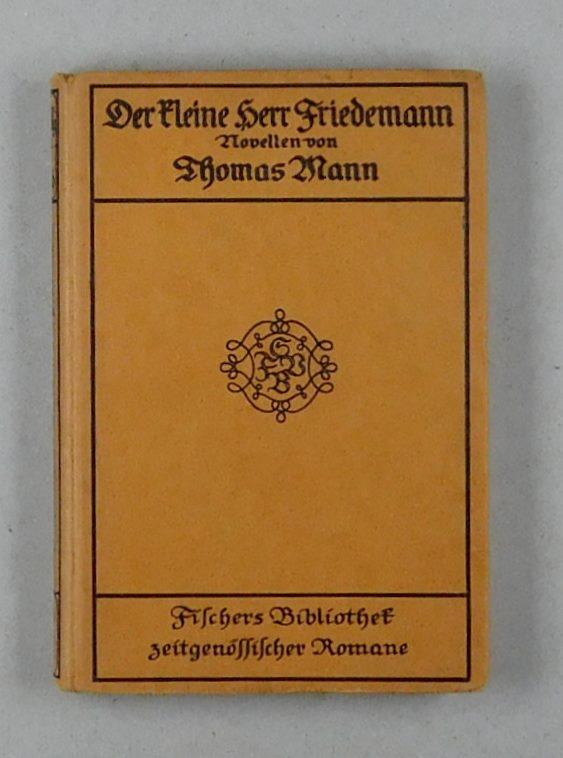 Der kleine Herr Friedemann
Novellen von
Thomas Mann
S
F V
B
Fischers Bibliothek
zeitgenössischer Romane